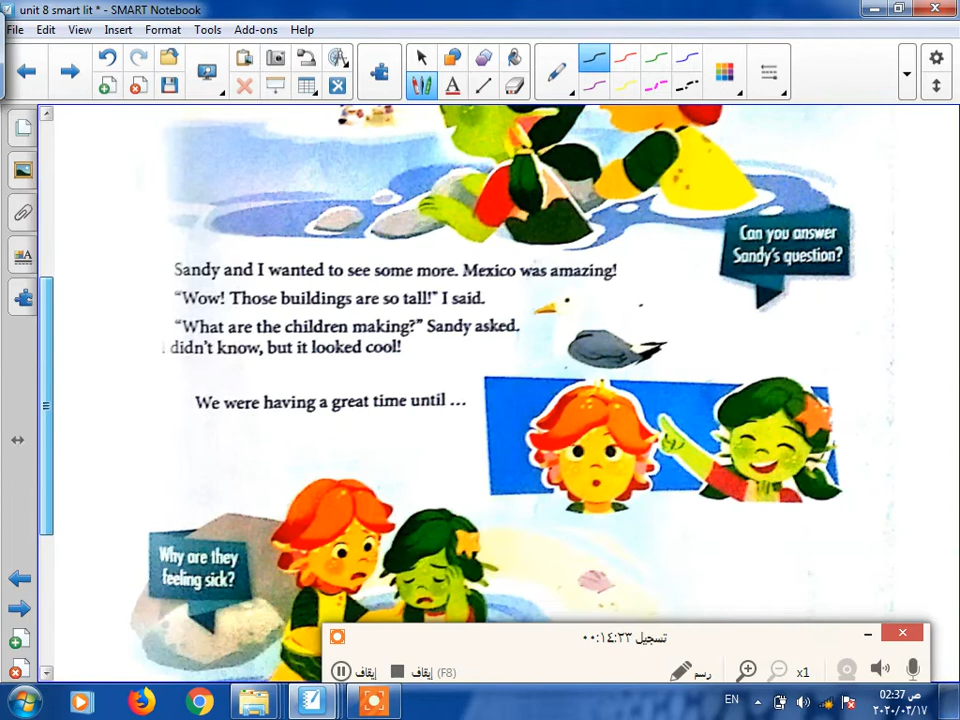 unit 8 smart lit * - SMART Notebook
File Edit View Insert Format Tools Add-ons Help
Can you answer
Sandy's question?
Sandy and I wanted to see some more. Mexico was amazing!
"Wow! Those buildings are so tall!" I said.
"What are the children making?" Sandy asked.
I didn't know, but it looked cool!
We were having a great time until ...
Why are they
feeling sick?
تسجيل ٠٠:١٤:٢٣
إيقاف إيقاف (F8) رسم x1
EN ص 02:37
٢٠٢٠/٠٣/١٧